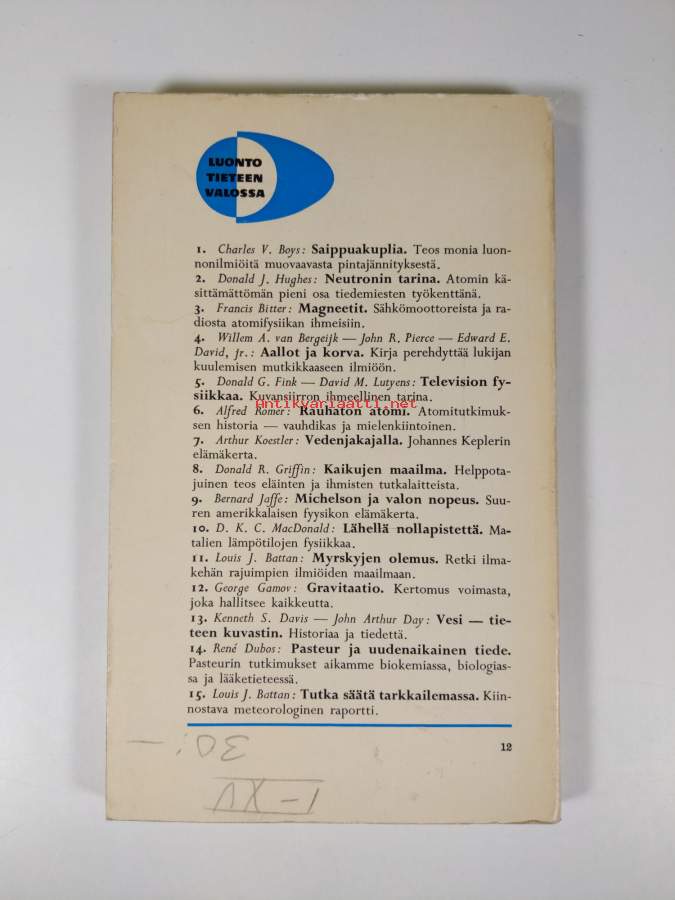 LUONTO
TIETEEN
VALOSSA
1. Charles V. Boys: Saippuakuplia. Teos monia luon-
nonilmiöitä muovaavasta pintajännityksestä.
2. Donald J. Hughes: Neutronin tarina. Atomin kä-
sittämättömän pieni osa tiedemiesten työkenttänä.
3. Francis Bitter: Magneetit. Sähkömoottoreista ja ra-
diosta atomifysiikan ihmeisiin.
4. Willem A. van Bergeijk — John R. Pierce — Edward E.
David, jr.: Aallot ja korva. Kirja perehdyttää lukijan
kuulemisen mutkikkaaseen ilmiöön.
5. Donald G. Fink — David M. Lutyens: Television fy-
siikkaa. Kuvansiirron ihmeellinen tarina.
Antikvariaatti.net
6. Alfred Romer: Rauhaton atomi. Atomitutkimuk-
sen historia — vauhdikas ja mielenkiintoinen.
7. Arthur Koestler: Vedenjakajalla. Johannes Keplerin
elämäkerta.
8. Donald R. Griffin: Kaikujen maailma. Helppota-
juinen teos eläinten ja ihmisten tutkalaitteista.
9. Bernard Jaffe: Michelson ja valon nopeus. Suu-
ren amerikkalaisen fyysikon elämäkerta.
10. D. K. C. MacDonald: Lähellä nollapistettä. Ma-
talien lämpötilojen fysiikkaa.
11. Louis J. Battan: Myrskyjen olemus. Retki ilma-
kehän rajuimpien ilmiöiden maailmaan.
12. George Gamov: Gravitaatio. Kertomus voimasta,
joka hallitsee kaikkeutta.
13. Kenneth S. Davis — John Arthur Day: Vesi — tie-
teen kuvastin. Historiaa ja tiedettä.
14. René Dubos: Pasteur ja uudenaikainen tiede.
Pasteurin tutkimukset aikamme biokemiassa, biologias-
sa ja lääketieteessä.
15. Louis J. Battan: Tutka säätä tarkkailemassa. Kiin-
nostava meteorologinen raportti.
12
30:-
I-XV